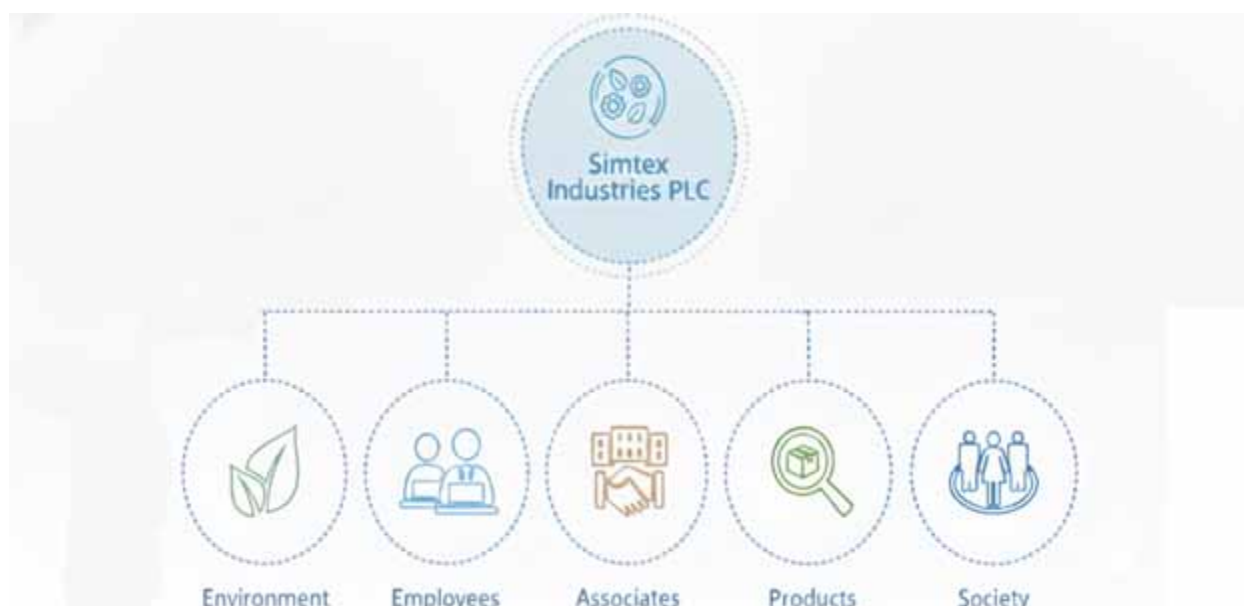 Simtex
Industries PLC
Environment
Employees
Associates
Products
Society